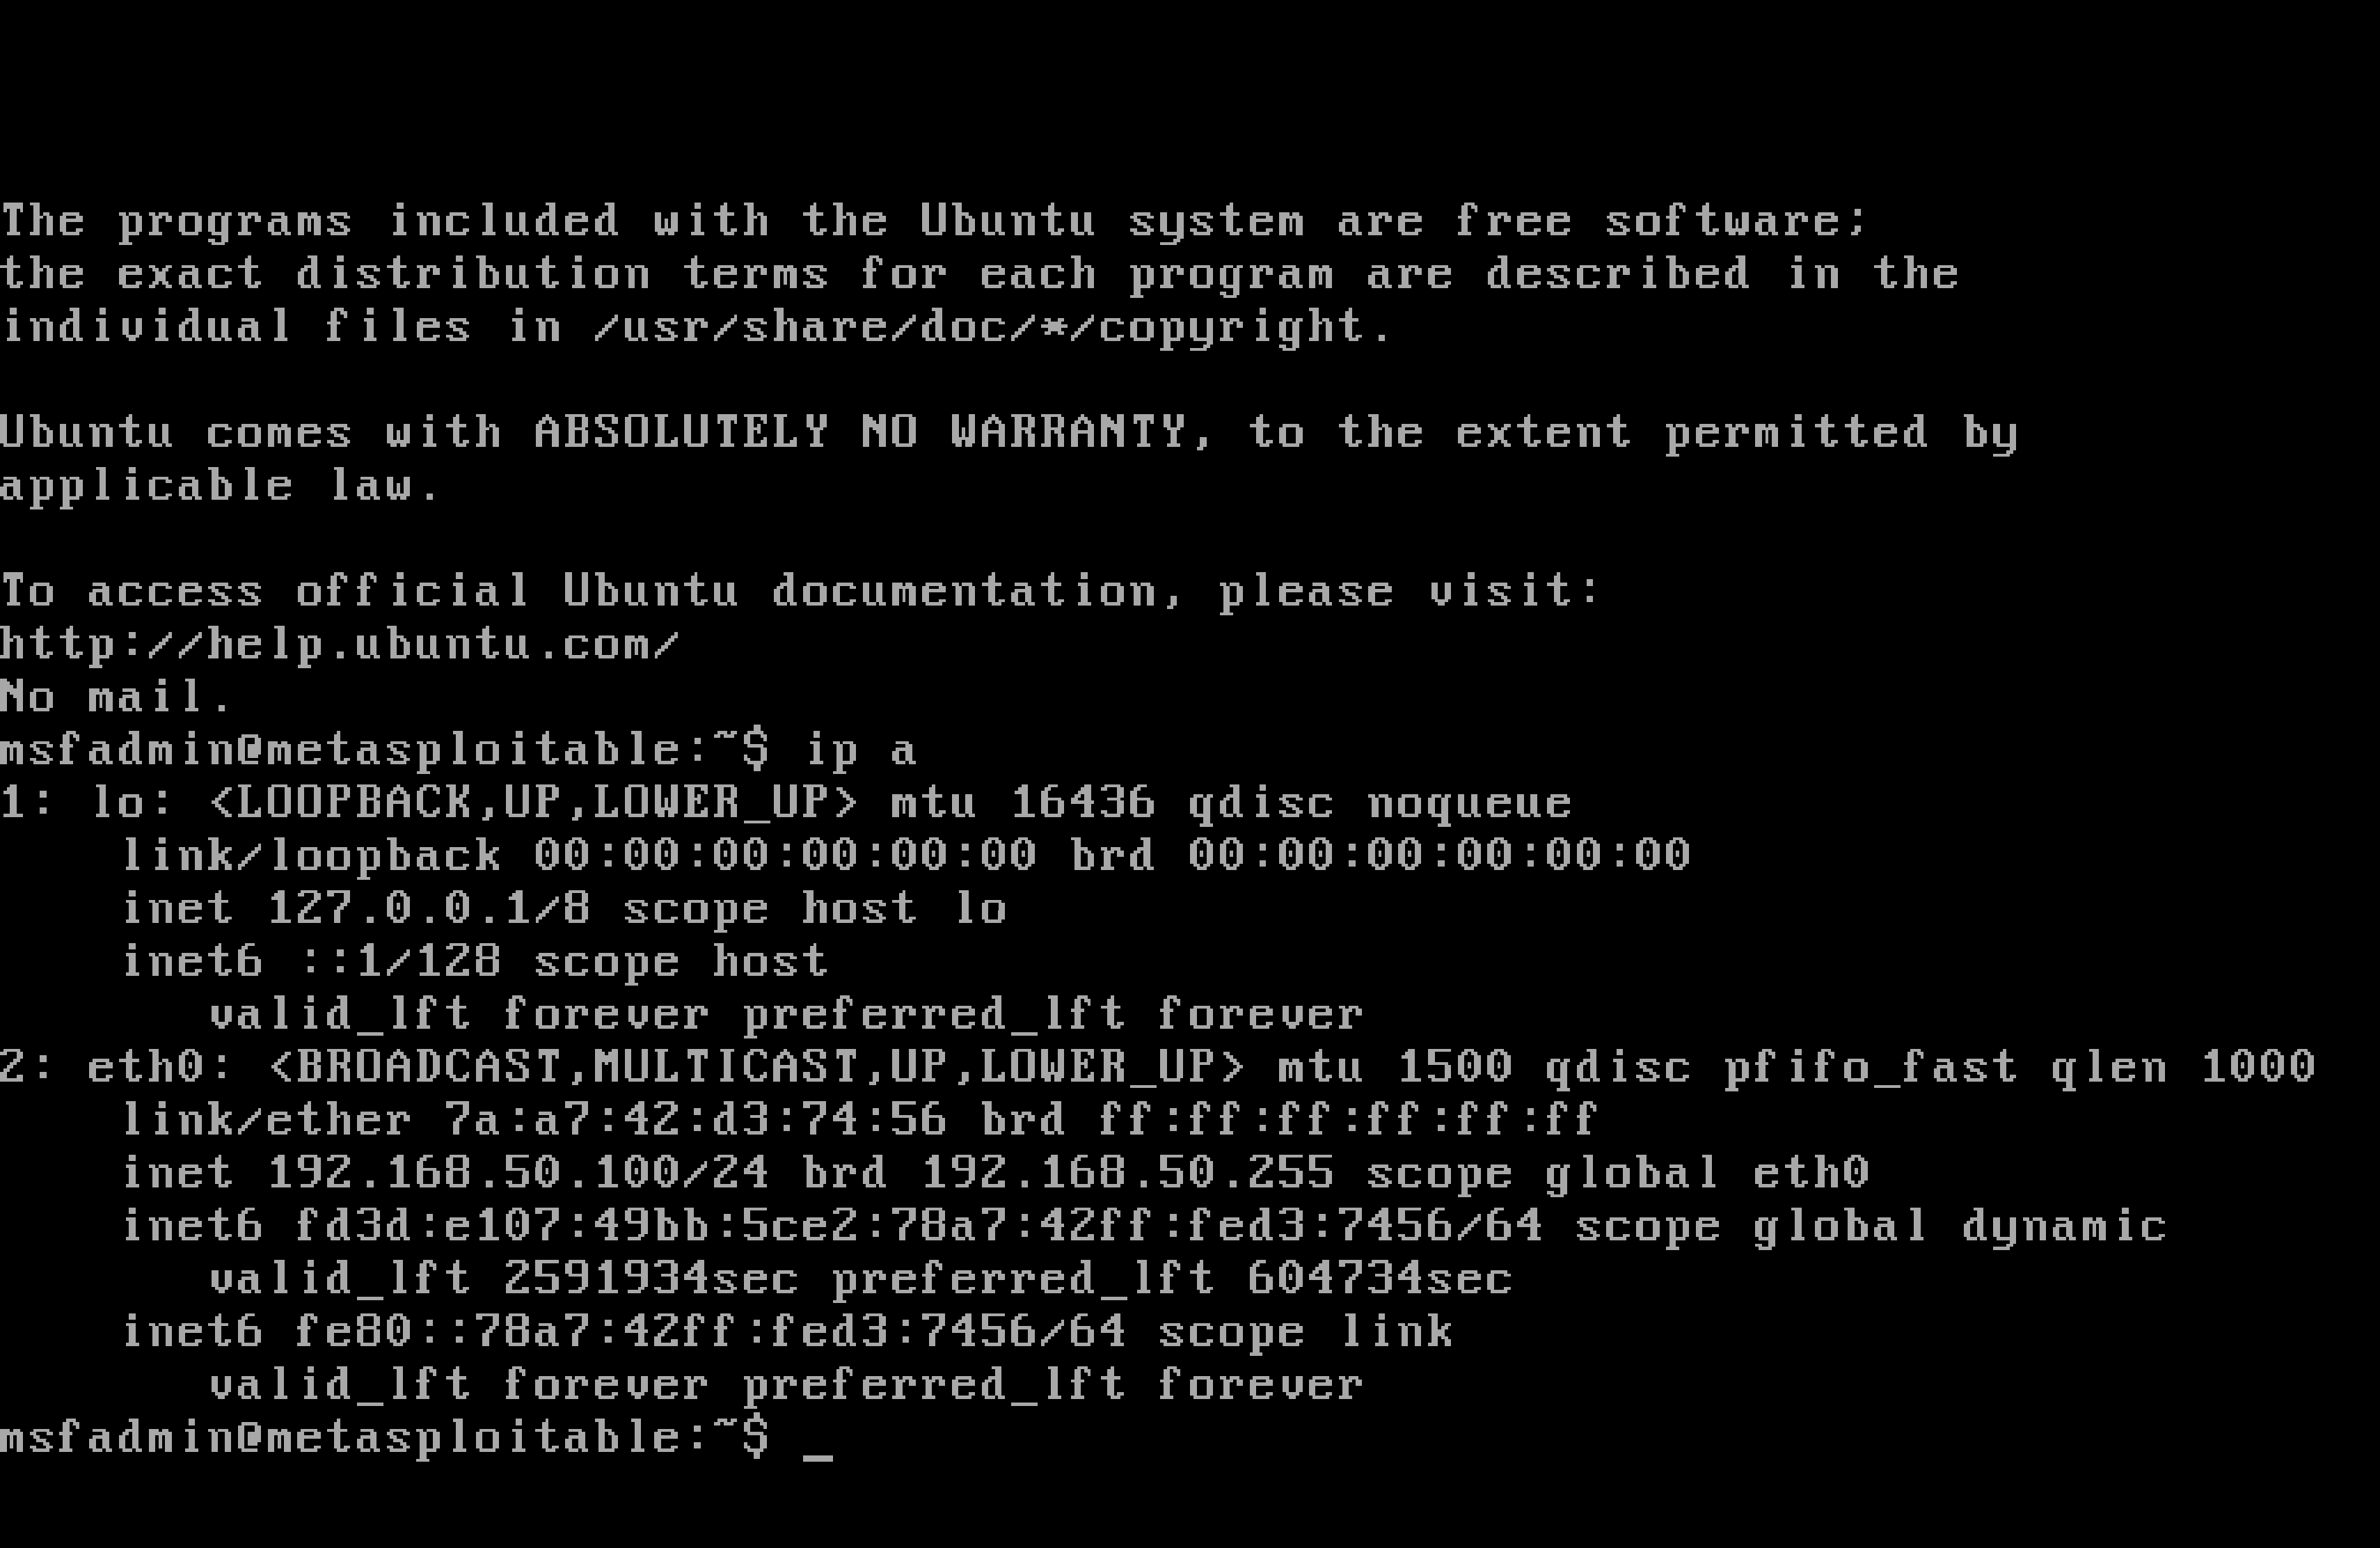 The programs included with the Ubuntu system are free software;
the exact distribution terms for each program are described in the
individual files in /usr/share/doc/*/copyright.

Ubuntu comes with ABSOLUTELY NO WARRANTY, to the extent permitted by
applicable law.

To access official Ubuntu documentation, please visit:
http://help.ubuntu.com/
No mail.
msfadmin@metasploitable:~$ ip a
1: lo: <LOOPBACK,UP,LOWER_UP> mtu 16436 qdisc noqueue
    link/loopback 00:00:00:00:00:00 brd 00:00:00:00:00:00
    inet 127.0.0.1/8 scope host lo
    inet6 ::1/128 scope host
       valid_lft forever preferred_lft forever
2: eth0: <BROADCAST,MULTICAST,UP,LOWER_UP> mtu 1500 qdisc pfifo_fast qlen 1000
    link/ether 7a:a7:42:d3:74:56 brd ff:ff:ff:ff:ff:ff
    inet 192.168.50.100/24 brd 192.168.50.255 scope global eth0
    inet6 fd3d:e107:49bb:5ce2:78a7:42ff:fed3:7456/64 scope global dynamic
       valid_lft 2591934sec preferred_lft 604734sec
    inet6 fe80::78a7:42ff:fed3:7456/64 scope link
       valid_lft forever preferred_lft forever
msfadmin@metasploitable:~$ _